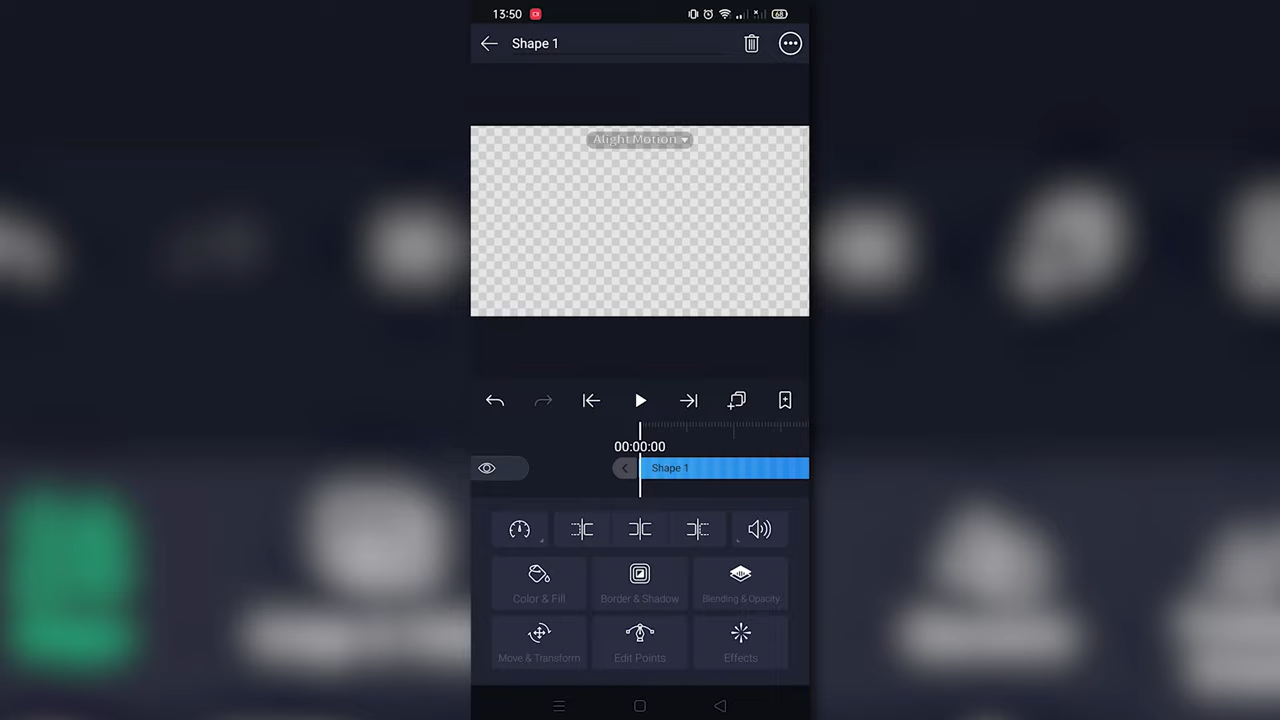 13:50
68
Shape 1
Alight Motion
00:00:00
Shape 1
Color & Fill
Border & Shadow
Blending & Opacity
Move & Transform
Edit Points
Effects